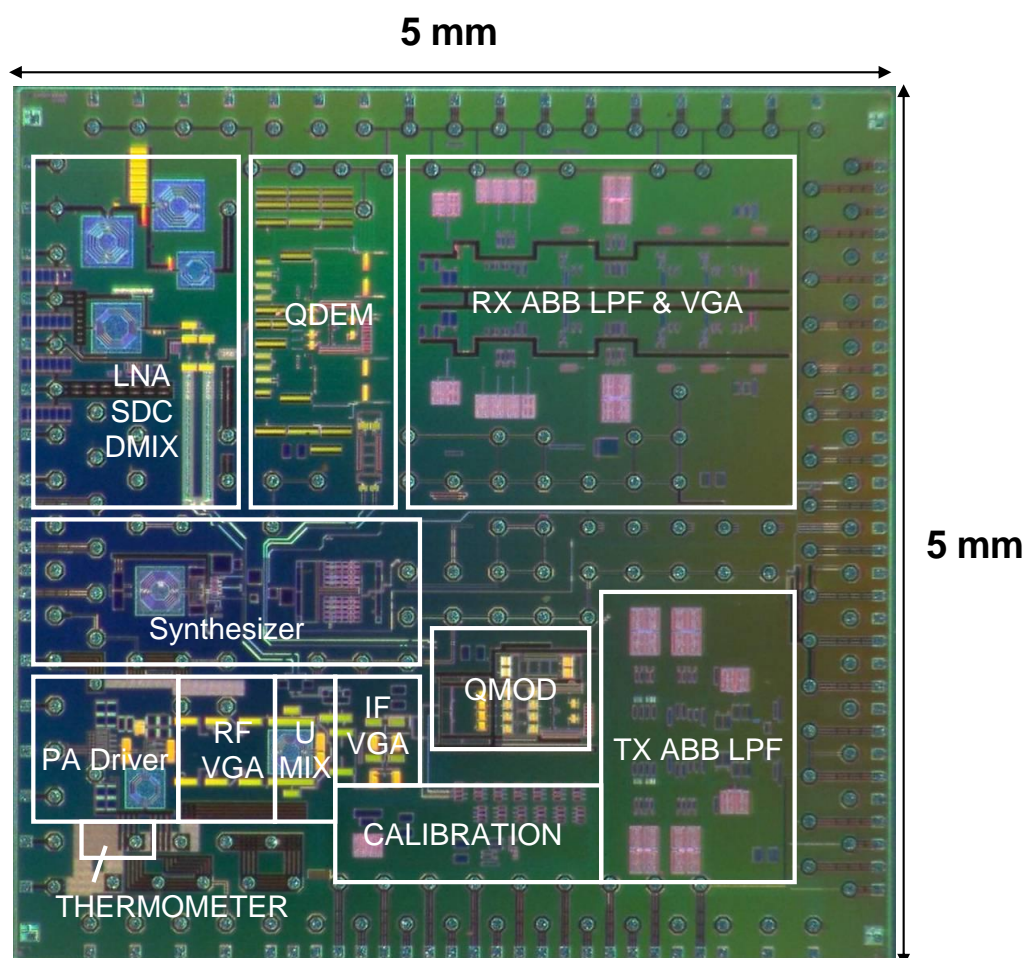 5 mm
QDEM
RX ABB LPF & VGA
LNA
SDC
DMIX
5 mm
Synthesizer
QMOD
IF
VGA
RF
VGA
U
MIX
PA Driver
TX ABB LPF
CALIBRATION
THERMOMETER